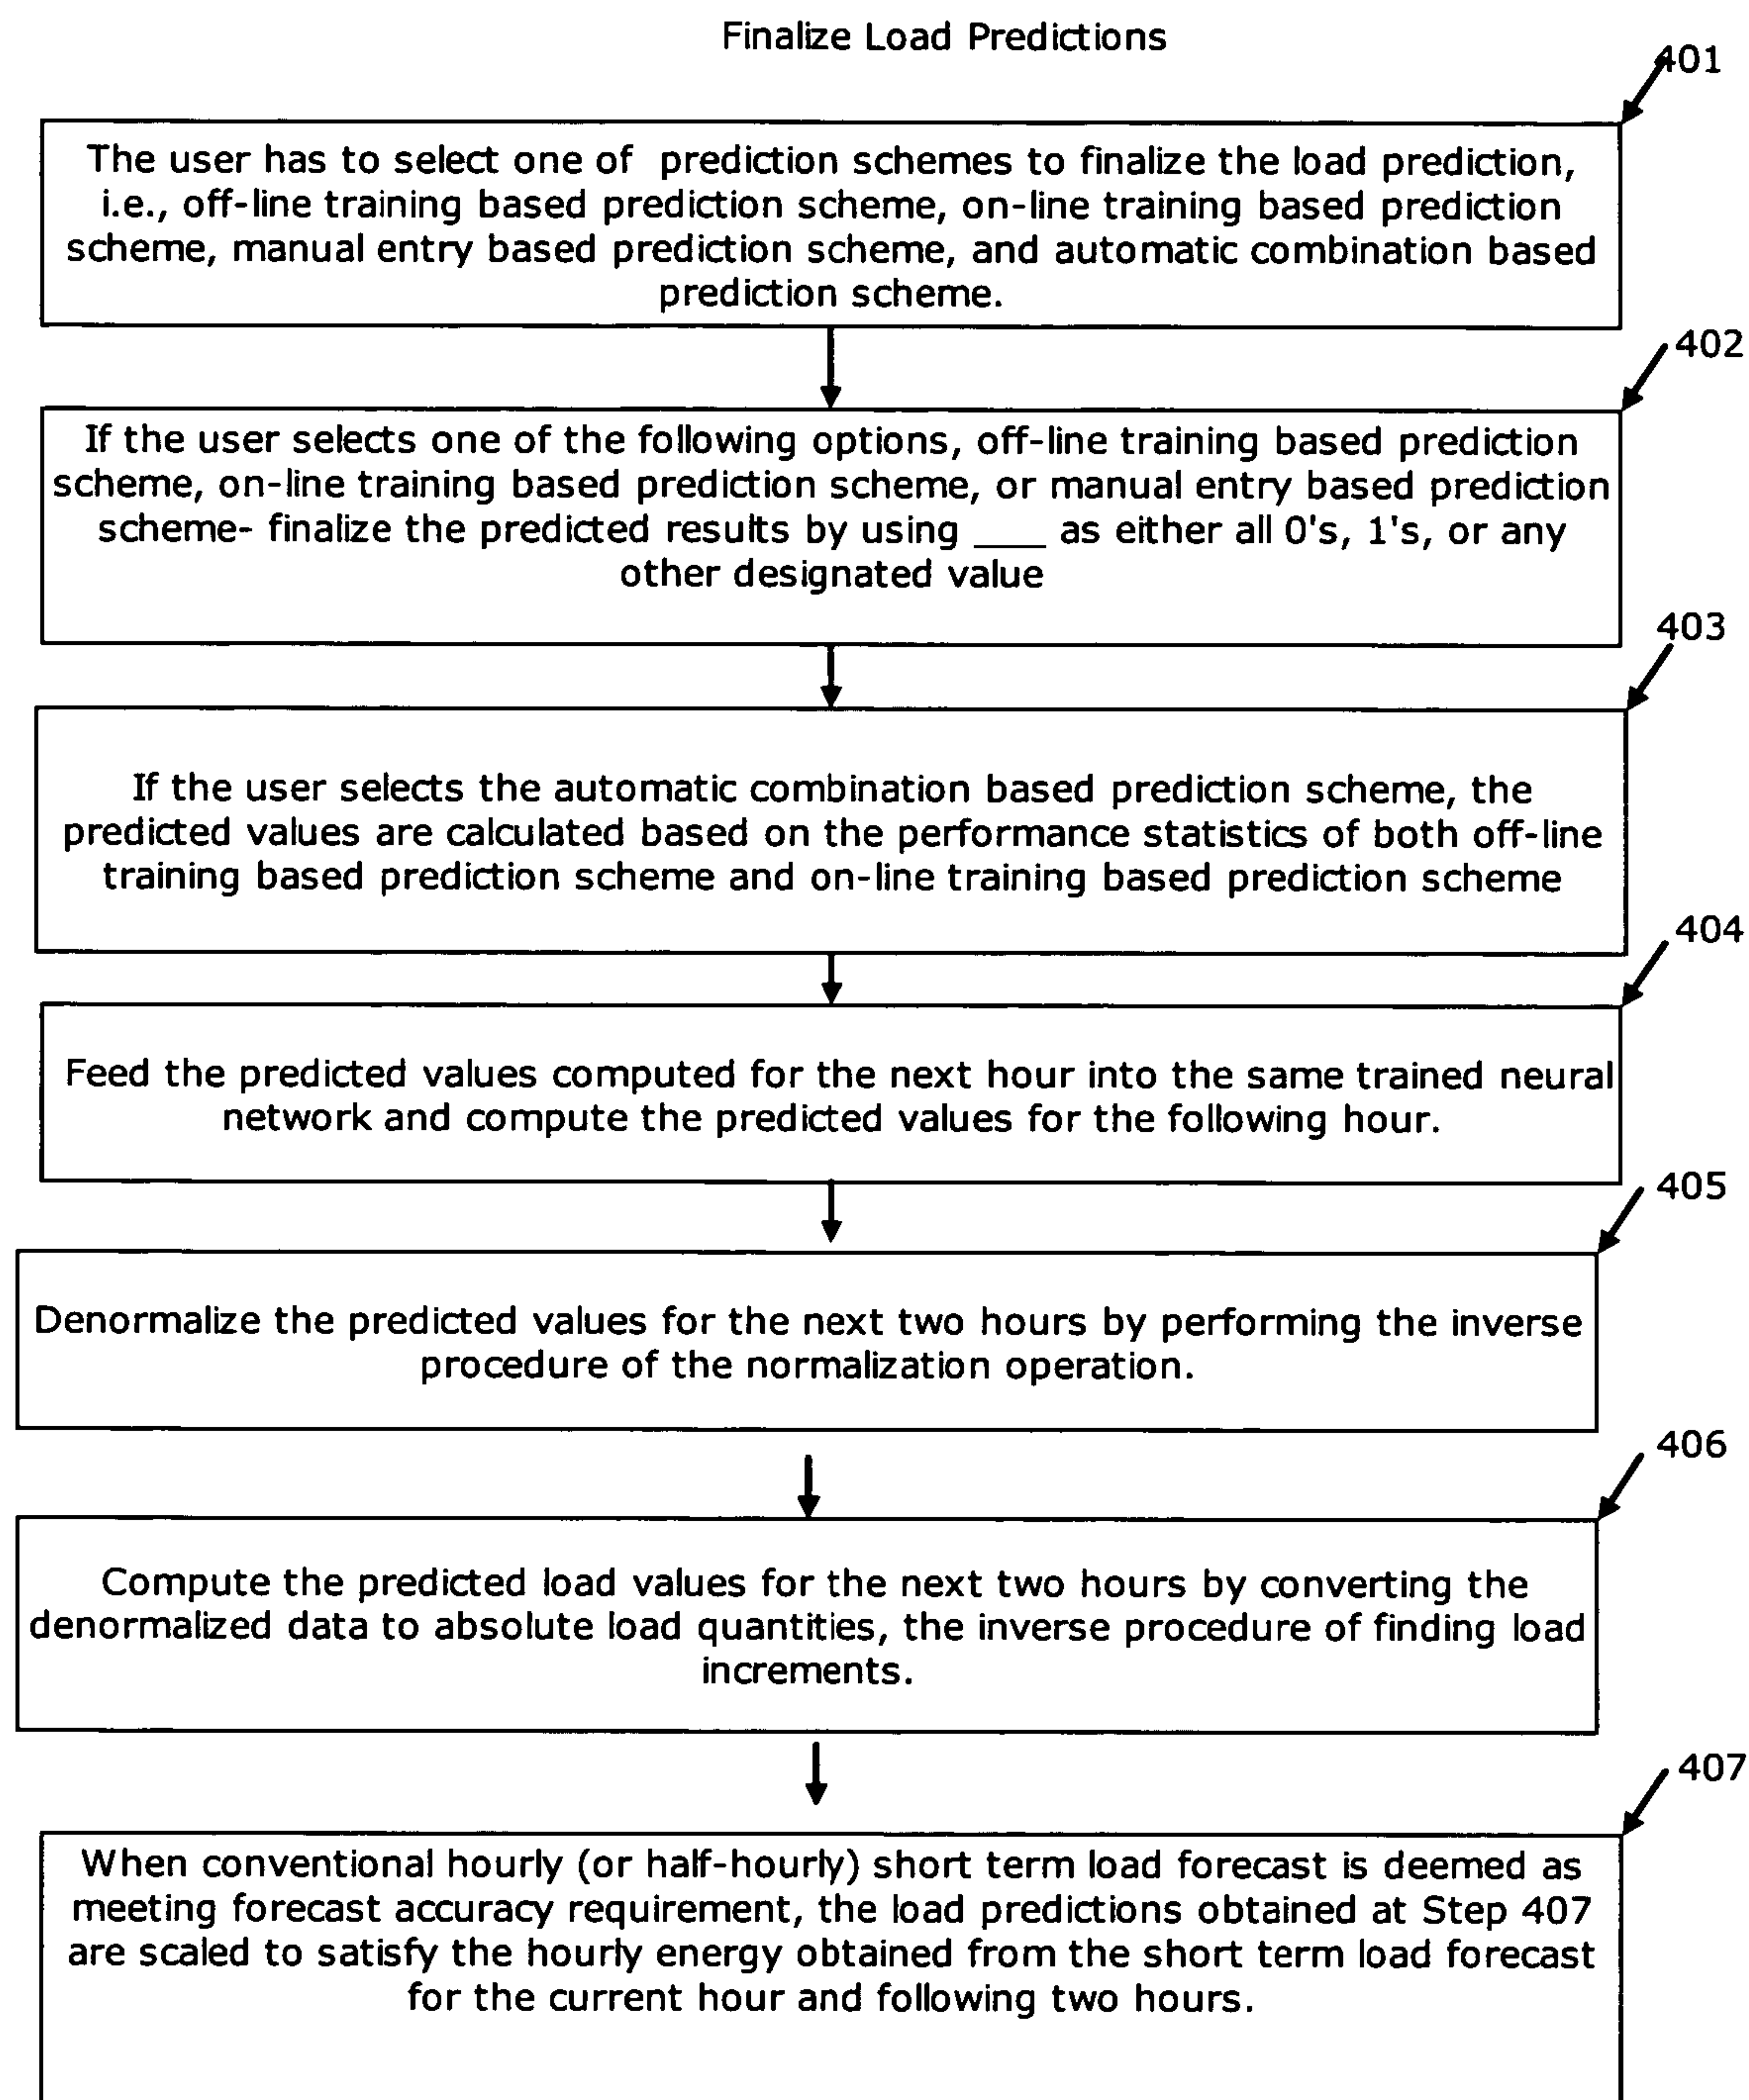 Finalize Load Predictions
401
The user has to select one of prediction schemes to finalize the load prediction,
i.e., off-line training based prediction scheme, on-line training based prediction
scheme, manual entry based prediction scheme, and automatic combination based
prediction scheme.
402
If the user selects one of the following options, off-line training based prediction
scheme, on-line training based prediction scheme, or manual entry based prediction
scheme- finalize the predicted results by using ___ as either all 0's, 1's, or any
other designated value
403
If the user selects the automatic combination based prediction scheme, the
predicted values are calculated based on the performance statistics of both off-line
training based prediction scheme and on-line training based prediction scheme
404
Feed the predicted values computed for the next hour into the same trained neural
network and compute the predicted values for the following hour.
405
Denormalize the predicted values for the next two hours by performing the inverse
procedure of the normalization operation.
406
Compute the predicted load values for the next two hours by converting the
denormalized data to absolute load quantities, the inverse procedure of finding load
increments.
407
When conventional hourly (or half-hourly) short term load forecast is deemed as
meeting forecast accuracy requirement, the load predictions obtained at Step 407
are scaled to satisfy the hourly energy obtained from the short term load forecast
for the current hour and following two hours.